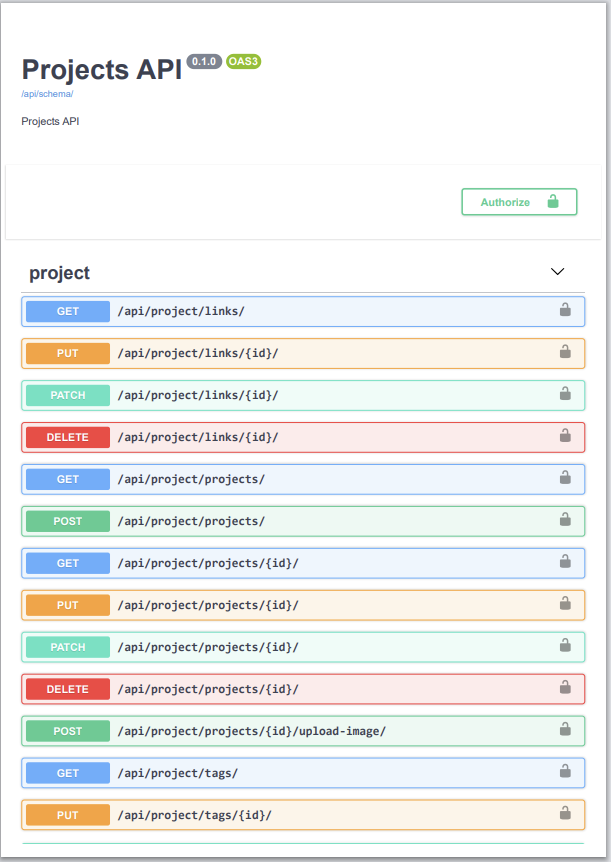 Projects API 0.1.0 OAS3
/api/schema/
Projects API
Authorize
project
GET /api/project/links/
PUT /api/project/links/{id}/
PATCH /api/project/links/{id}/
DELETE /api/project/links/{id}/
GET /api/project/projects/
POST /api/project/projects/
GET /api/project/projects/{id}/
PUT /api/project/projects/{id}/
PATCH /api/project/projects/{id}/
DELETE /api/project/projects/{id}/
POST /api/project/projects/{id}/upload-image/
GET /api/project/tags/
PUT /api/project/tags/{id}/